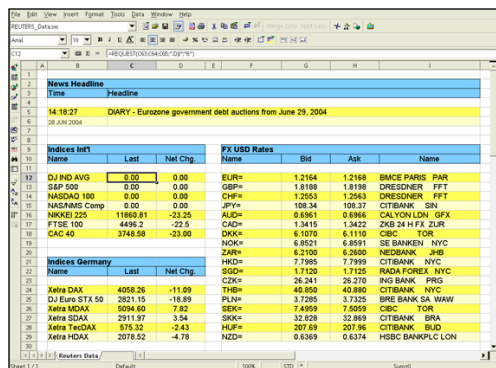 File Edit View Insert Format Tools Data Window Help
REUTERS_Data.sxc
Arial 10
C12 =REQUEST(C63;C64;C65;":D)F";"6")
A B C D E F G H I
News Headline
Time Headline
14:18:27 DIARY - Eurozone government debt auctions from June 29, 2004
28 JUN 2004
Indices Int'l FX USD Rates
Name Last Net Chg. Name Bid Ask Name
DJ IND AVG 0.00 0.00 EUR= 1.2164 1.2168 BMCE PARIS PAR
S&P 500 0.00 0.00 GBP= 1.8188 1.8198 DRESDNER FFT
NASDAQ 100 0.00 0.00 CHF= 1.2553 1.2563 DRESDNER FFT
NAS/NMS Comp 0.00 0.00 JPY= 108.34 108.37 CITIBANK SIN
NIKKEI 225 11860.81 -23.25 AUD= 0.6961 0.6966 CALYON LDN GFX
FTSE 100 4496.2 -22.5 CAD= 1.3415 1.3422 ZKB 24 H FX ZUR
CAC 40 3748.58 -23.00 DKK= 6.1070 6.1110 CIBC TOR
NOK= 6.8521 6.8591 SE BANKEN NYC
ZAR= 6.2100 6.2600 NEDBANK JHB
Indices Germany HKD= 7.7985 7.7999 CITIBANK NYC
Name Last Net Chg. SGD= 1.7120 1.7125 RADA FOREX NYC
CZK= 26.241 26.270 ING BANK PRG
Xetra DAX 4058.26 -11.09 THB= 40.850 40.880 CITIBANK NYC
DJ Euro STX 50 2821.15 -18.89 PLN= 3.7285 3.7325 BRE BANK SA WAW
Xetra MDAX 5094.60 7.82 SEK= 7.4959 7.5059 CIBC TOR
Xetra SDAX 2911.97 3.54 SKK= 32.828 32.869 CITIBANK BRA
Xetra TecDAX 575.32 -2.43 HUF= 207.69 207.96 CITIBANK BUD
Xetra HDAX 2078.52 -4.78 NZD= 0.6369 0.6374 HSBC BANKPLC LON
Reuters Data
Sheet 1 / 1 Default 100% STD Sum=0